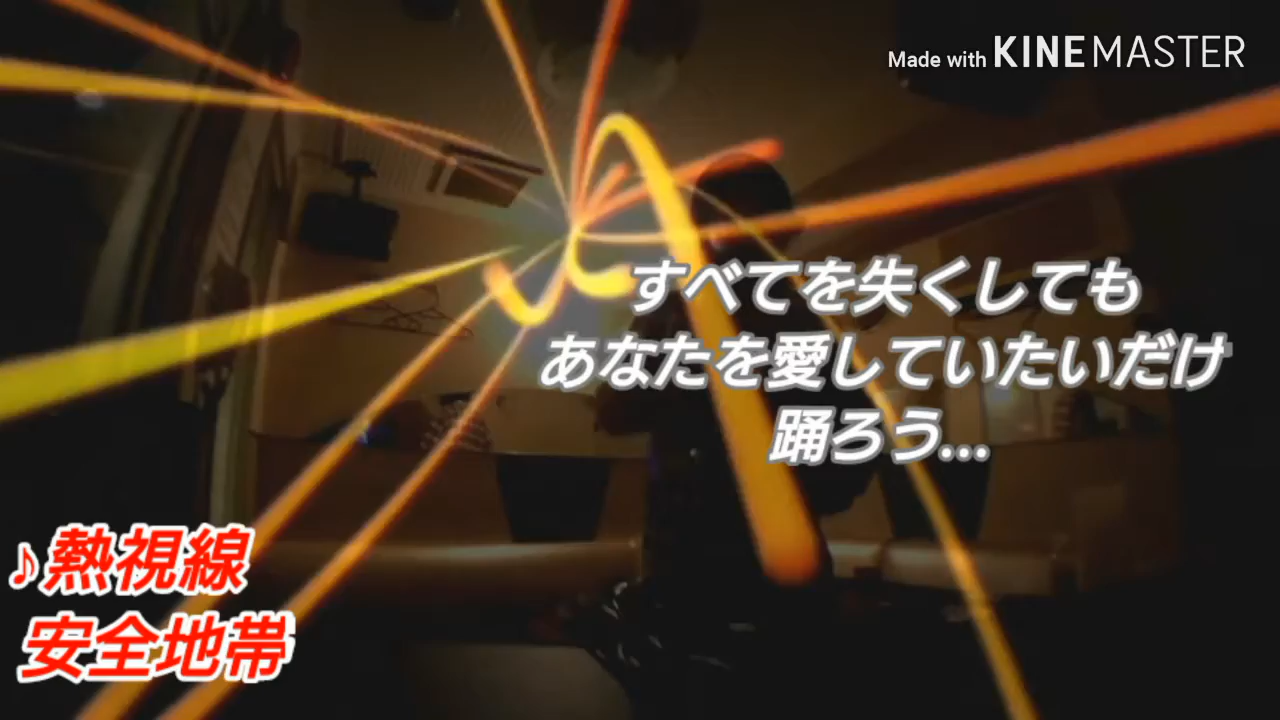 Made with KINEMASTER
すべてを失くしても
あなたを愛していたいだけ
踊ろう...
♪熱視線
安全地帯